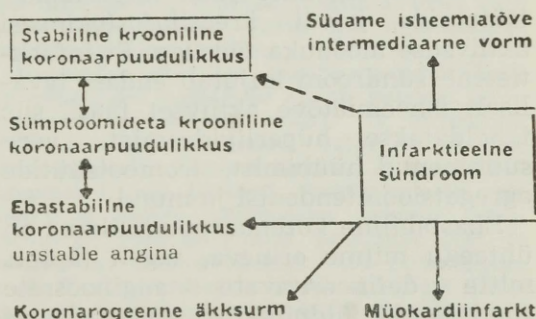 Stabiilne krooniline
koronaarpuudulikkus
Südame isheemiatõve
intermediaarne vorm
Sümptoomideta krooniline
koronaarpuudulikkus
Infarktieelne
sündroom
Ebastabiilne
koronaarpuudulikkus
unstable angina
Koronarogeenne äkksurm
Müokardiinfarkt